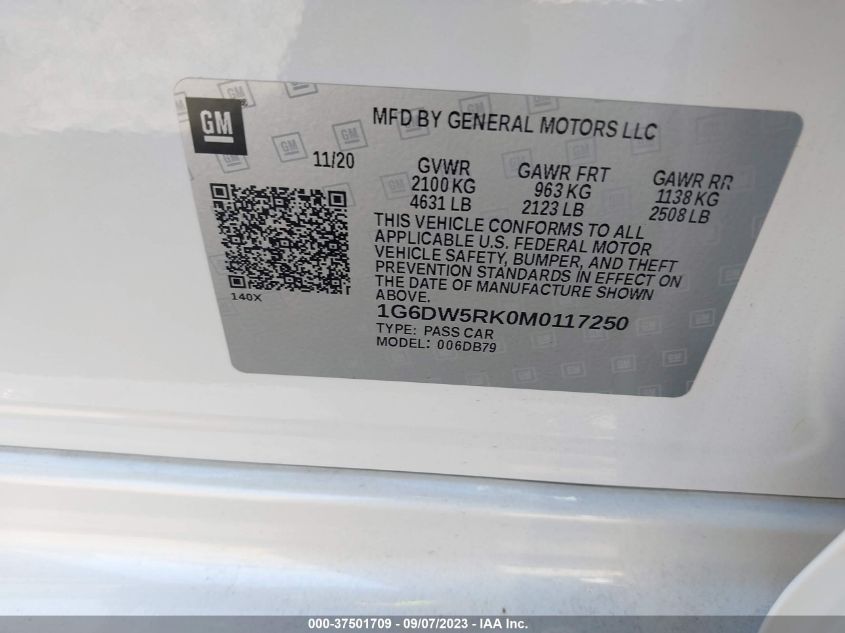 GM
MFD BY GENERAL MOTORS LLC
11/20 GVWR GAWR FRT GAWR RR
2100 KG 963 KG 1138 KG
4631 LB 2123 LB 2508 LB
THIS VEHICLE CONFORMS TO ALL
APPLICABLE U.S. FEDERAL MOTOR
VEHICLE SAFETY, BUMPER, AND THEFT
PREVENTION STANDARDS IN EFFECT ON
THE DATE OF MANUFACTURE SHOWN
ABOVE.
140X
1G6DW5RK0M0117250
TYPE: PASS CAR
MODEL: 006DB79
000-37501709 - 09/07/2023 - IAA Inc.